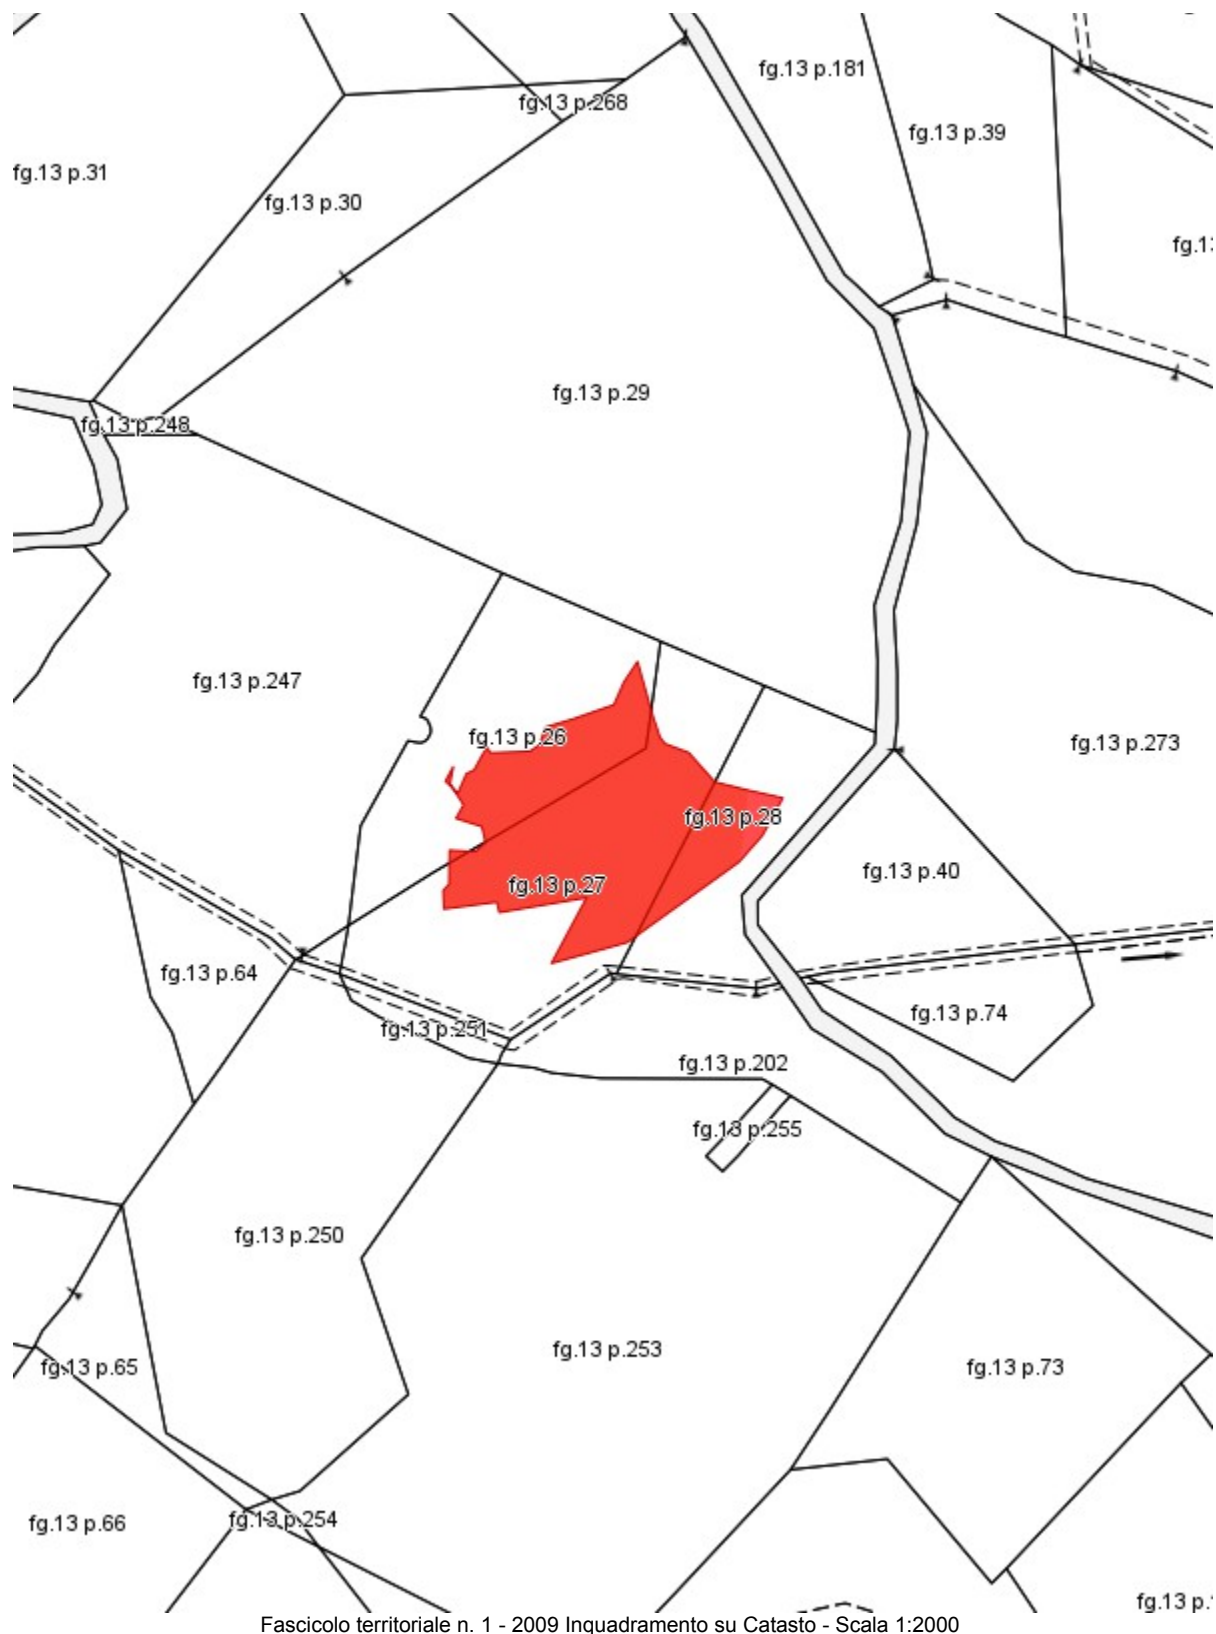 fg.13 p.181
fg.13 p.268
fg.13 p.39
fg.13 p.31
fg.13 p.30
fg.13 p.29
fg.13 p.248
fg.13 p.247
fg.13 p.26
fg.13 p.273
fg.13 p.28
fg.13 p.40
fg.13 p.27
fg.13 p.64
fg.13 p.74
fg.13 p.251
fg.13 p.202
fg.13 p.255
fg.13 p.250
fg.13 p.253
fg.13 p.65
fg.13 p.73
fg.13 p.254
fg.13 p.66
Fascicolo territoriale n. 1 - 2009 Inquadramento su Catasto - Scala 1:2000